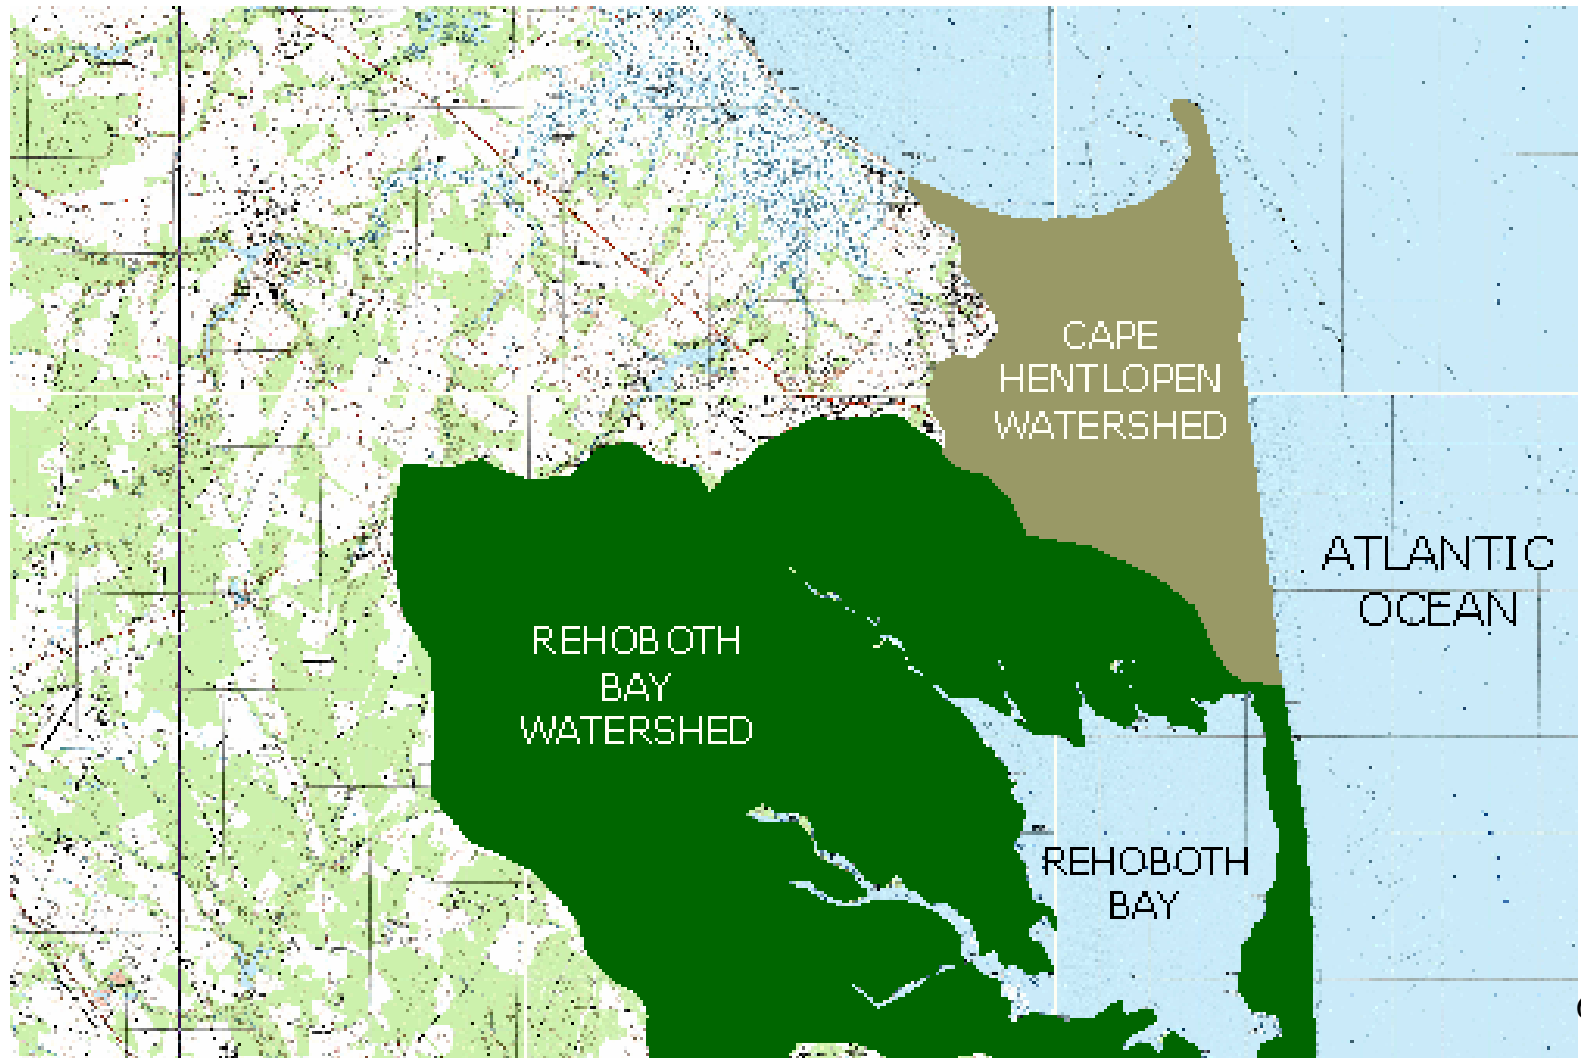 CAPE
HENTLOPEN
WATERSHED
ATLANTIC
OCEAN
REHOBOTH
BAY
WATERSHED
REHOBOTH
BAY